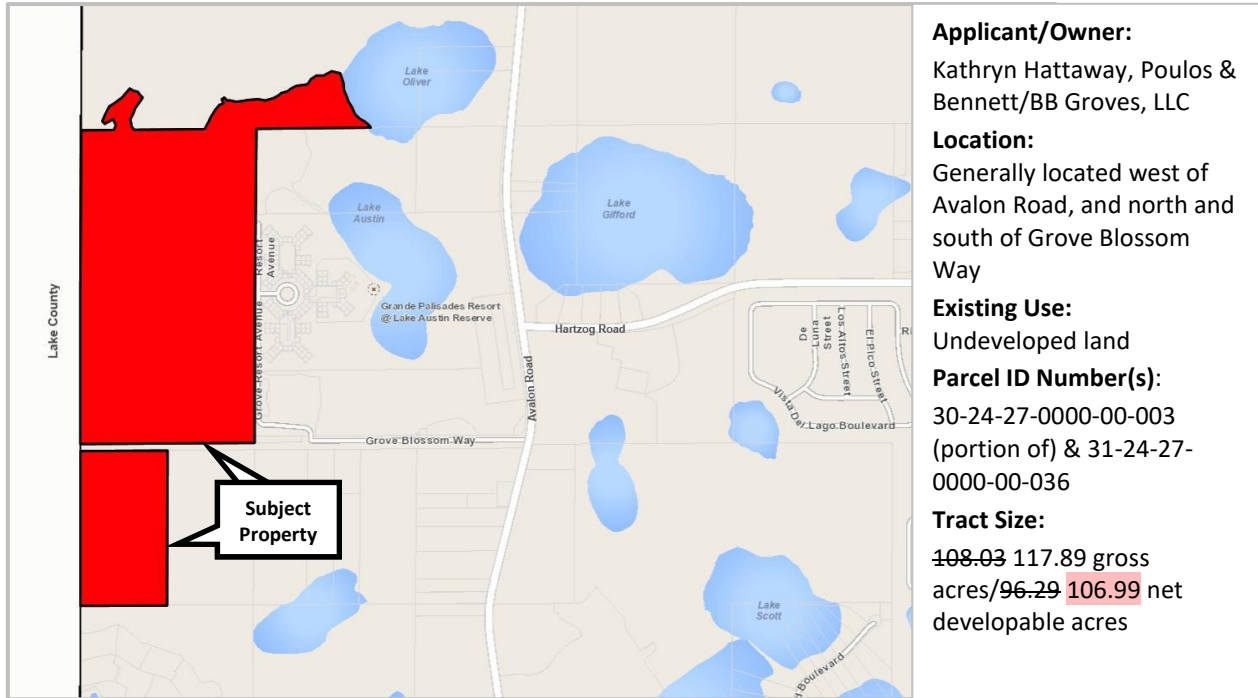 Lake
Oliver
Lake
Austin
Lake
Gifford
Resort
Avenue
Grove Resort Avenue
Grande Palisades Resort
@ Lake Austin Reserve
Hartzog Road
Avalon Road
De
Luna
Street
Los Altos Street
El Pico Street
Ri
Vista Del Lago Boulevard
Grove Blossom Way
Lake County
Subject
Property
Lake
Scott
Boulevard
Applicant/Owner:
Kathryn Hattaway, Poulos &
Bennett/BB Groves, LLC
Location:
Generally located west of
Avalon Road, and north and
south of Grove Blossom
Way
Existing Use:
Undeveloped land
Parcel ID Number(s):
30-24-27-0000-00-003
(portion of) & 31-24-27-
0000-00-036
Tract Size:
108.03 117.89 gross
acres/96.29 106.99 net
developable acres